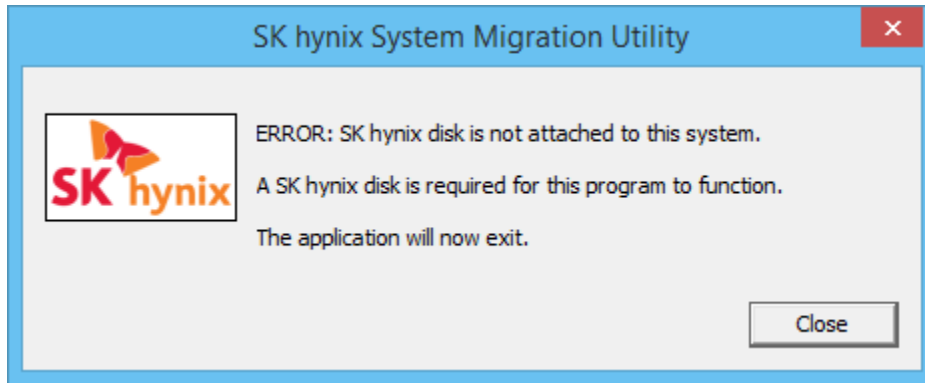 SK hynix System Migration Utility
SK hynix
ERROR: SK hynix disk is not attached to this system.
A SK hynix disk is required for this program to function.
The application will now exit.
Close